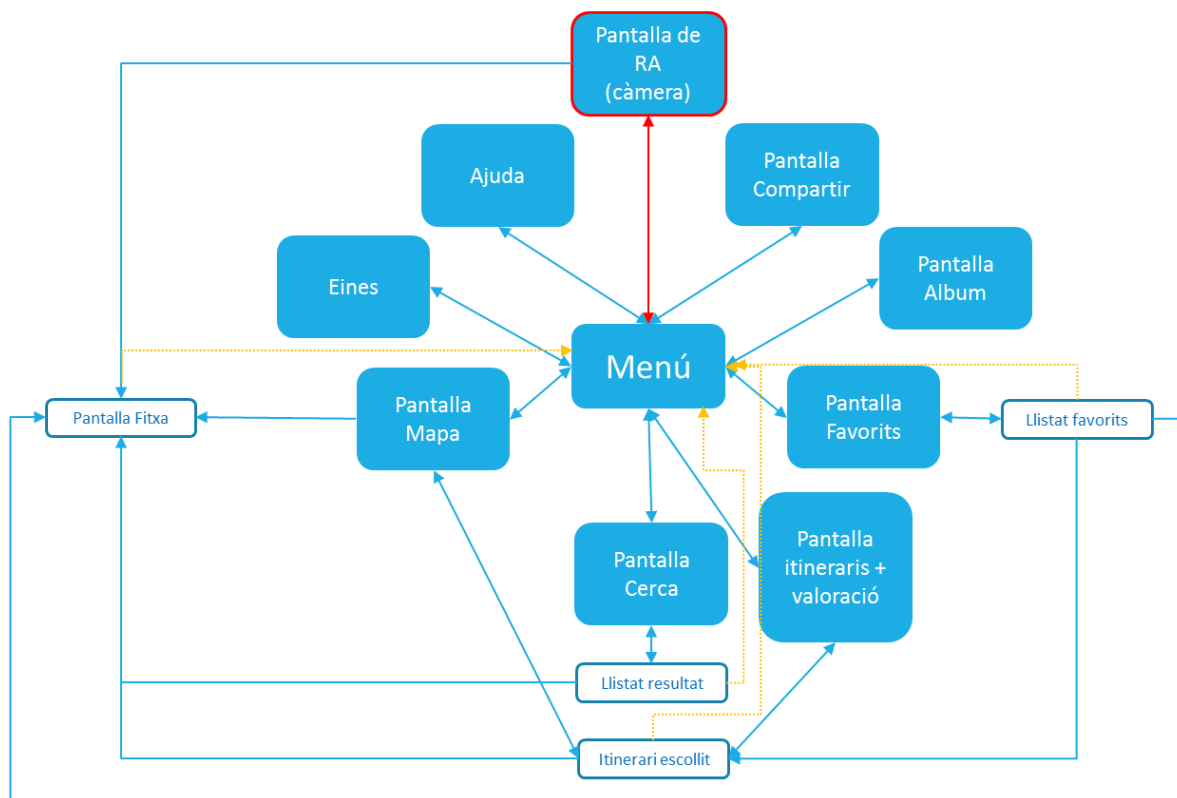 Pantalla de
RA
(càmera)
Ajuda
Pantalla
Compartir
Eines
Pantalla
Album
Menú
Pantalla Fitxa
Pantalla
Mapa
Pantalla
Favorits
Llistat favorits
Pantalla
Cerca
Pantalla
itineraris +
valoració
Llistat resultat
Itinerari escollit